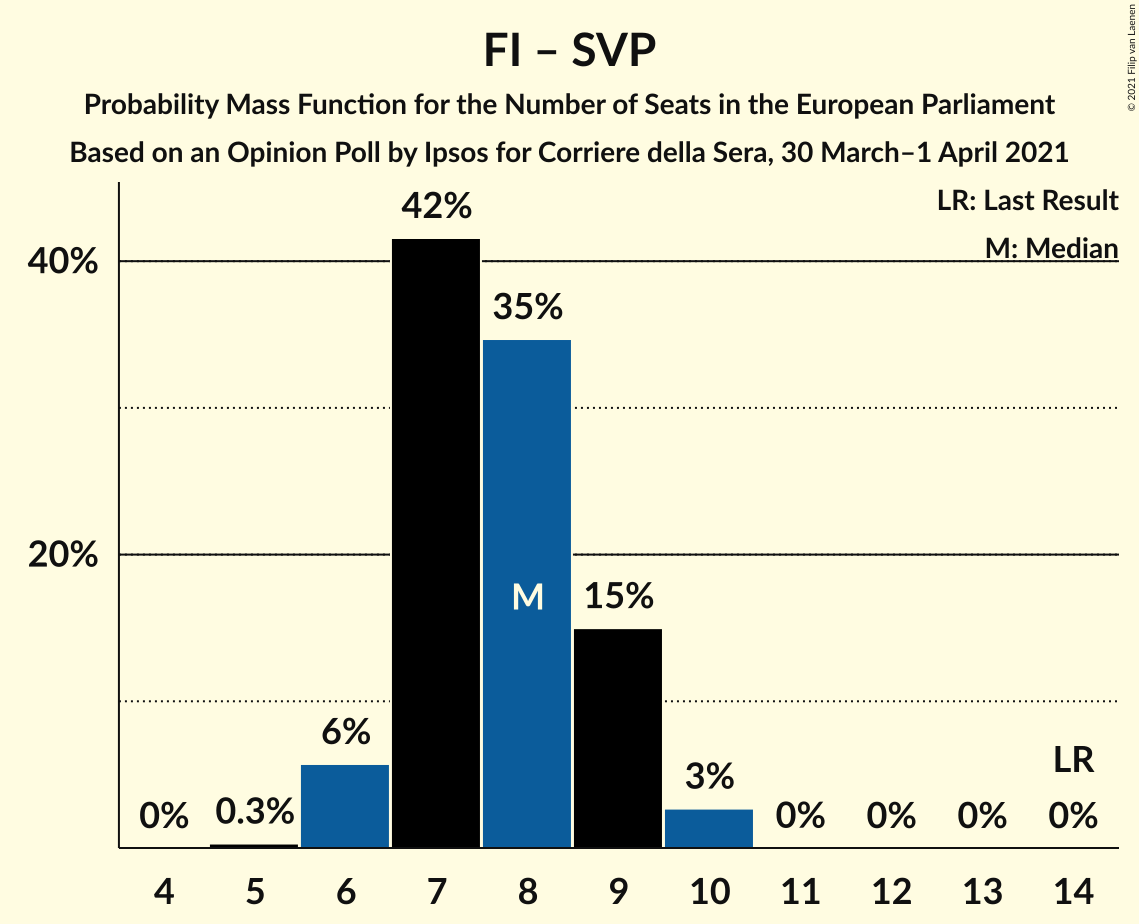 FI – SVP
Probability Mass Function for the Number of Seats in the European Parliament
Based on an Opinion Poll by Ipsos for Corriere della Sera, 30 March–1 April 2021
© 2021 Filip van Laenen
LR: Last Result
M: Median
42%
40%
35%
20%
M
15%
6%
LR
3%
0%
0.3%
0%
0%
0%
0%
4 5 6 7 8 9 10 11 12 13 14